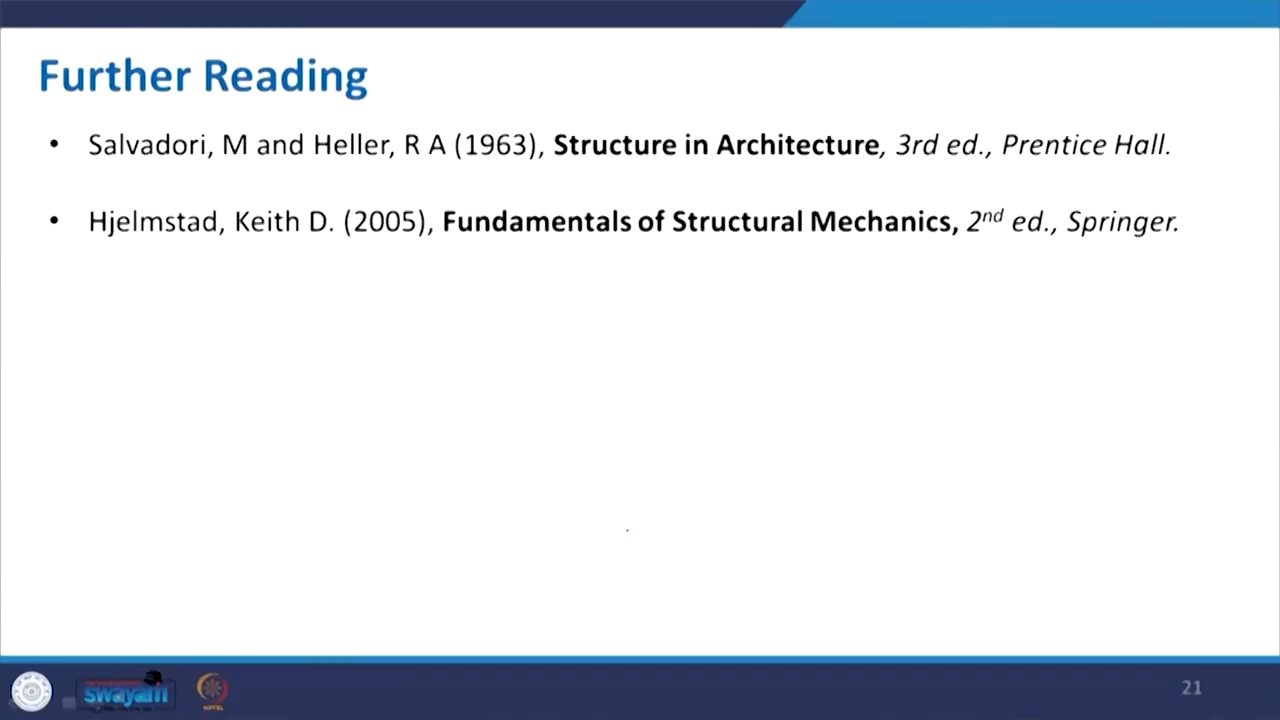 Further Reading
• Salvadori, M and Heller, R A (1963), Structure in Architecture, 3rd ed., Prentice Hall.
• Hjelmstad, Keith D. (2005), Fundamentals of Structural Mechanics, 2nd ed., Springer.
swayam
NPTEL
21